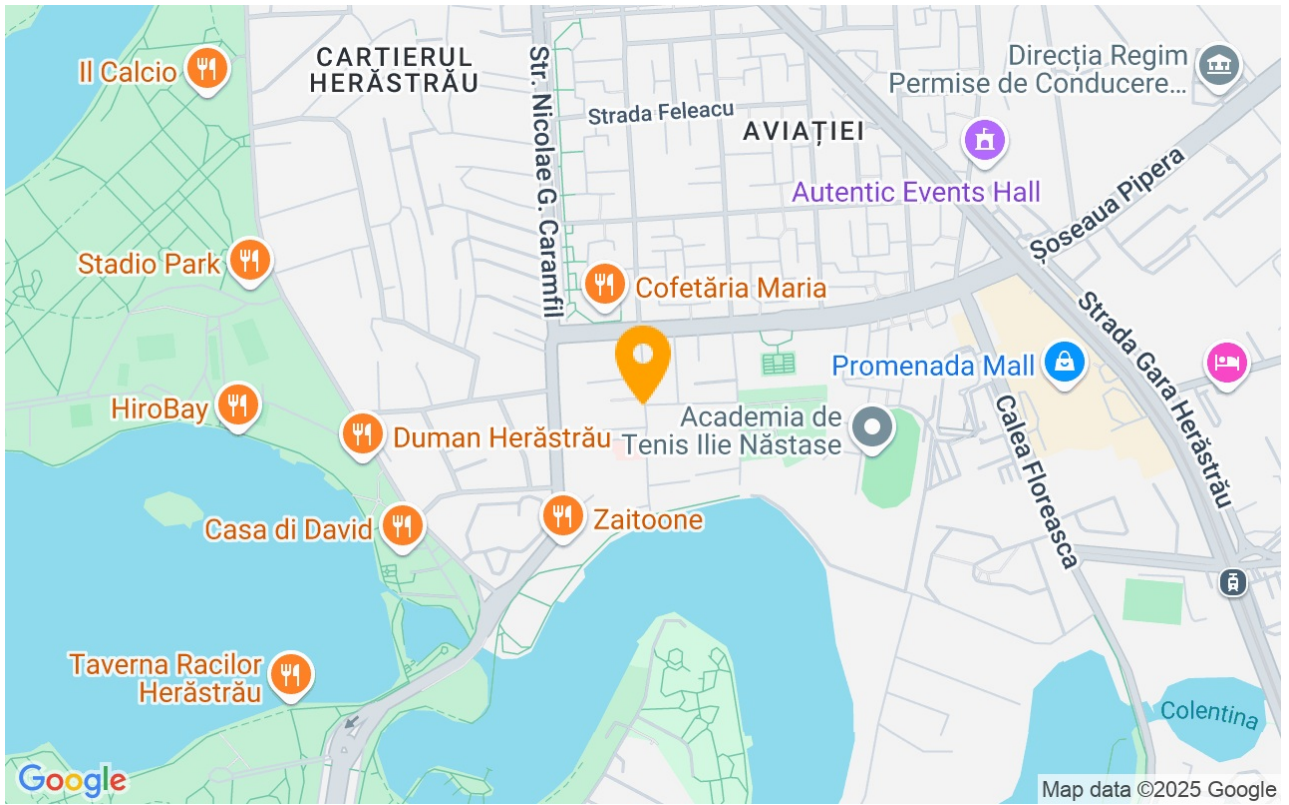 Il Calcio
CARTIERUL
HERĂSTRĂU
Str. Nicolae G. Caramfil
Strada Feleacu
AVIAȚIEI
Direcția Regim
Permise de Conducere...
Autentic Events Hall
Șoseaua Pipera
Stadio Park
Cofetăria Maria
Strada Gara Herăstrău
Promenada Mall
HiroBay
Duman Herăstrău
Academia de
Tenis Ilie Năstase
Calea Floreasca
Casa di David
Zaitoone
Taverna Racilor
Herăstrău
Colentina
Google
Map data ©2025 Google